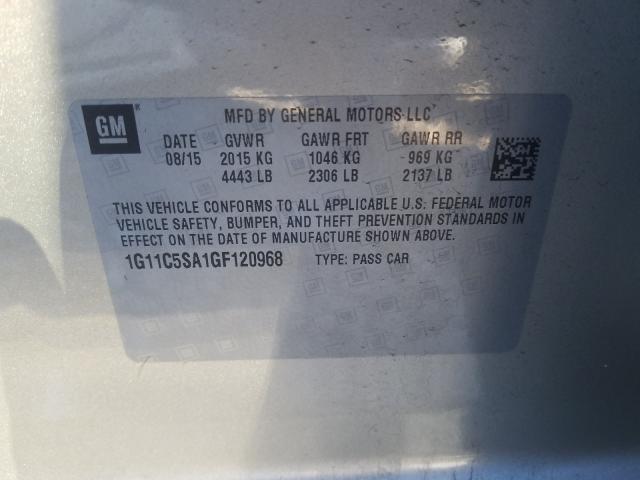 GM
MFD BY GENERAL MOTORS LLC
DATE GVWR GAWR FRT GAWR RR
08/15 2015 KG 1046 KG 969 KG
4443 LB 2306 LB 2137 LB
THIS VEHICLE CONFORMS TO ALL APPLICABLE U.S. FEDERAL MOTOR
VEHICLE SAFETY, BUMPER, AND THEFT PREVENTION STANDARDS IN
EFFECT ON THE DATE OF MANUFACTURE SHOWN ABOVE.
1G11C5SA1GF120968 TYPE: PASS CAR